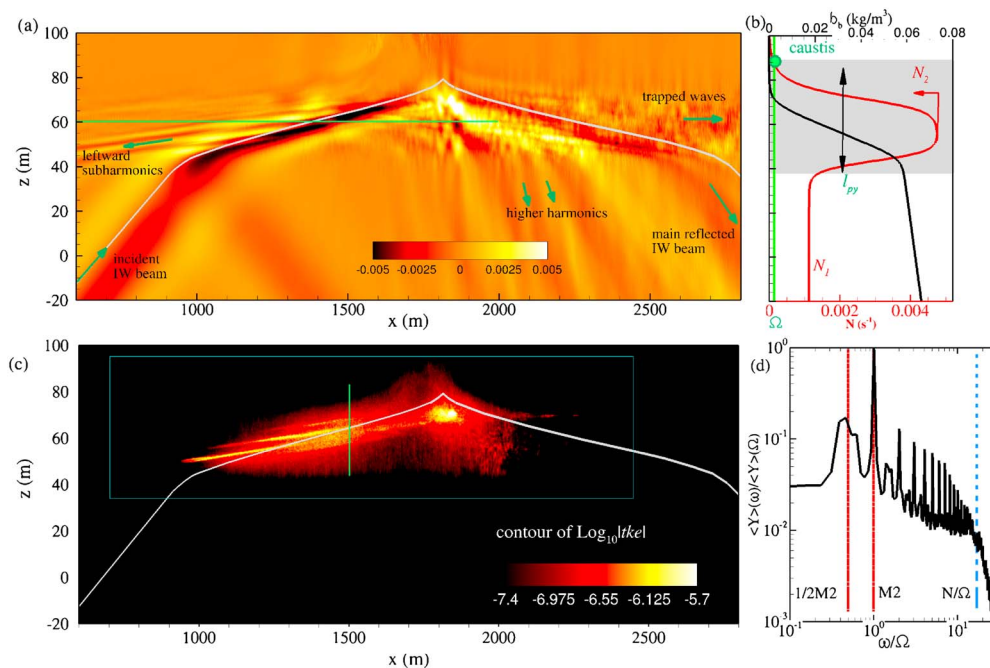 (a)
100
80
60
40
20
0
-20
z (m)
1000
1500
2000
2500
x (m)
leftward
subharmonics
incident
IW beam
trapped waves
higher harmonics
main reflected
IW beam
-0.005 -0.0025 0 0.0025 0.005
(b)
0 0.02 0.04 0.06 0.08
ρb (kg/m³)
caustis
N2
lpy
N1
0 0.002 0.004
Ω
N (s⁻¹)
(c)
100
80
60
40
20
0
-20
z (m)
contour of Log10|tke|
-7.4 -6.975 -6.55 -6.125 -5.7
1000
1500
2000
2500
x (m)
(d)
10⁰
10⁻¹
10⁻²
10³
<Y>(ω)/<Y>(Ω)
1/2M2
M2
N/Ω
10⁻¹ 10⁰ 10¹
ω/Ω